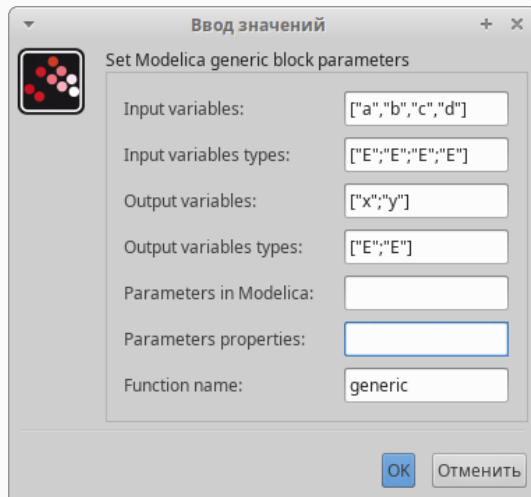 Ввод значений
Set Modelica generic block parameters
Input variables: ["a","b","c","d"]
Input variables types: ["E";"E";"E";"E"]
Output variables: ["x";"y"]
Output variables types: ["E";"E"]
Parameters in Modelica:
Parameters properties:
Function name: generic
OK Отменить